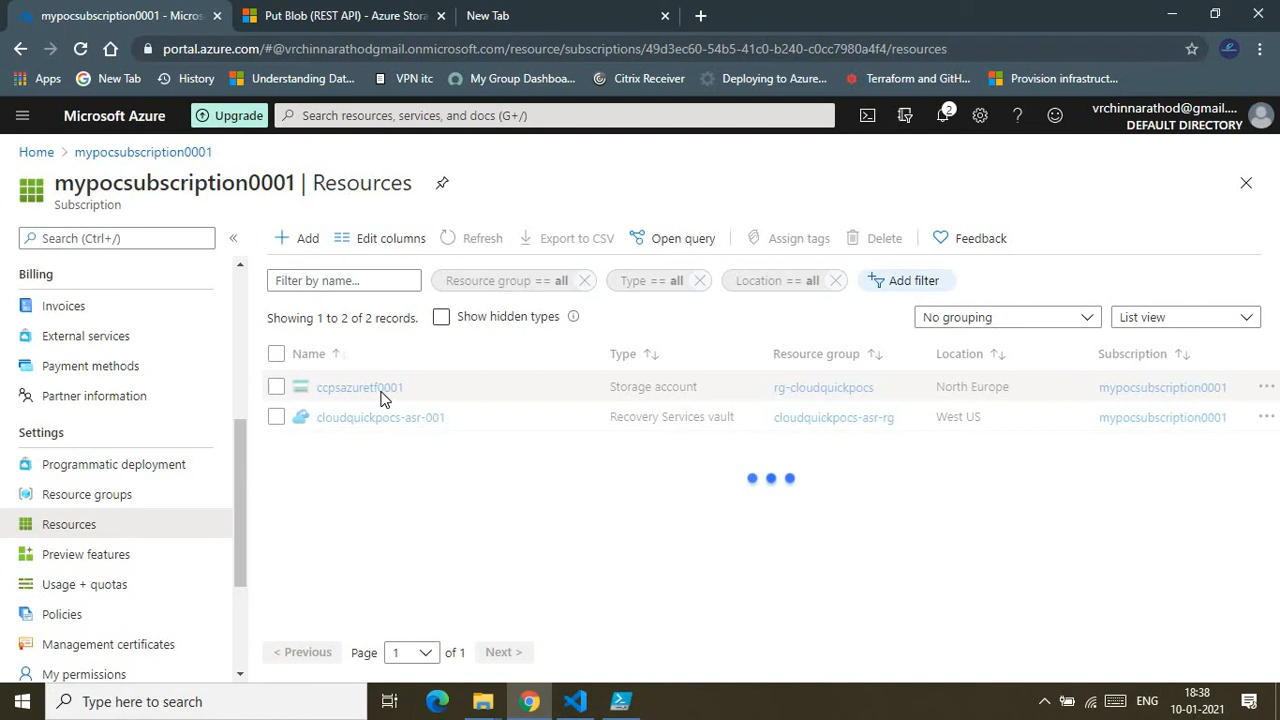 mypocsubscription0001 - Micros
Put Blob (REST API) - Azure Stora
New Tab
portal.azure.com/#@vrchinnarathodgmail.onmicrosoft.com/resource/subscriptions/49d3ec60-54b5-41c0-b240-c0cc7980a4f4/resources
Apps
New Tab
History
Understanding Dat...
VPN itc
My Group Dashboa...
Citrix Receiver
Deploying to Azure...
Terraform and GitH...
Provision infrastruct...
Microsoft Azure
Upgrade
Search resources, services, and docs (G+/)
2
vrchinnarathod@gmail....
DEFAULT DIRECTORY
Home > mypocsubscription0001
mypocsubscription0001 | Resources
Subscription
Search (Ctrl+/)
«
Add
Edit columns
Refresh
Export to CSV
Open query
Assign tags
Delete
Feedback
Billing
Invoices
External services
Payment methods
Partner information
Settings
Programmatic deployment
Resource groups
Resources
Preview features
Usage + quotas
Policies
Management certificates
My permissions
Filter by name...
Resource group == all
Type == all
Location == all
Add filter
Showing 1 to 2 of 2 records.
Show hidden types
No grouping
List view
Name
Type
Resource group
Location
Subscription
ccpsazuretf0001
Storage account
rg-cloudquickpocs
North Europe
mypocsubscription0001
cloudquickpocs-asr-001
Recovery Services vault
cloudquickpocs-asr-rg
West US
mypocsubscription0001
< Previous
Page
1
of 1
Next >
Type here to search
ENG
18:38
10-01-2021